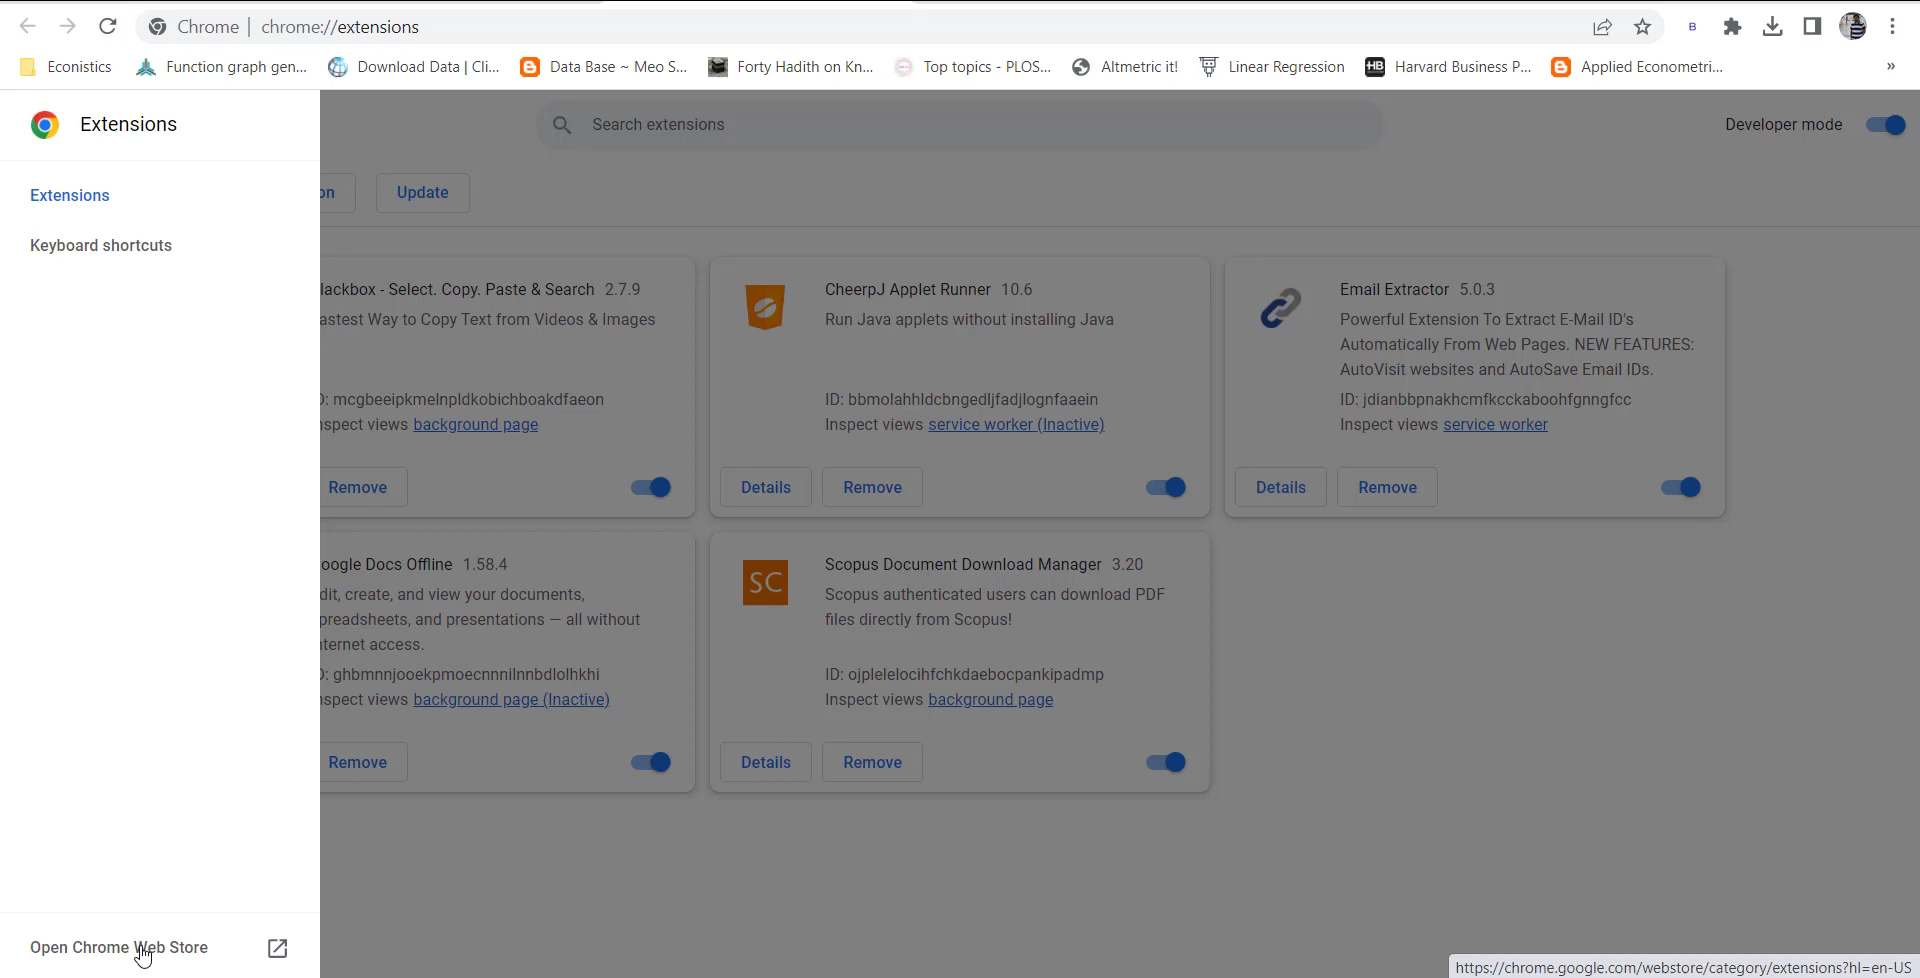 Chrome | chrome://extensions
B
Econistics Function graph gen... Download Data | Cli... Data Base ~ Meo S... Forty Hadith on Kn... Top topics - PLOS... Altmetric it! Linear Regression HB Harvard Business P... Applied Econometri... »
Extensions
Search extensions
Developer mode
Extensions
Keyboard shortcuts
on Update
lackbox - Select. Copy. Paste & Search 2.7.9
astest Way to Copy Text from Videos & Images
D: mcgbeeipkmelnpldkobichboakdfaeon
nspect views background page
Remove
CheerpJ Applet Runner 10.6
Run Java applets without installing Java
ID: bbmolahhldcbngedljfadjlognfaaein
Inspect views service worker (Inactive)
Details Remove
Email Extractor 5.0.3
Powerful Extension To Extract E-Mail ID's
Automatically From Web Pages. NEW FEATURES:
AutoVisit websites and AutoSave Email IDs.
ID: jdianbbpnakhcmfkcckaboohfgnngfcc
Inspect views service worker
Details Remove
oogle Docs Offline 1.58.4
dit, create, and view your documents,
preadsheets, and presentations — all without
nternet access.
D: ghbmnnjooekpmoecnnnilnnbdlolhkhi
nspect views background page (Inactive)
Remove
SC
Scopus Document Download Manager 3.20
Scopus authenticated users can download PDF
files directly from Scopus!
ID: ojplelelocihfchkdaebocpankipadmp
Inspect views background page
Details Remove
Open Chrome Web Store
https://chrome.google.com/webstore/category/extensions?hl=en-US